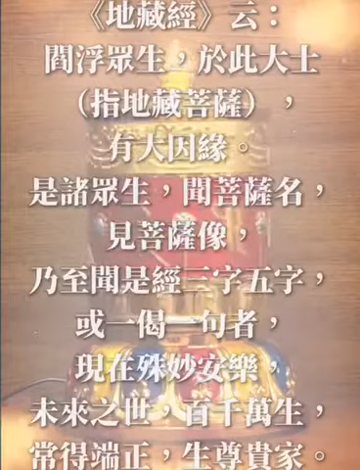 《地藏經》云：
閻浮眾生，於此大士
（指地藏菩薩），
有大因緣。
是諸眾生，聞菩薩名，
見菩薩像，
乃至聞是經三字五字，
或一偈一句者，
現在殊妙安樂，
未來之世，百千萬生，
常得端正，生尊貴家。